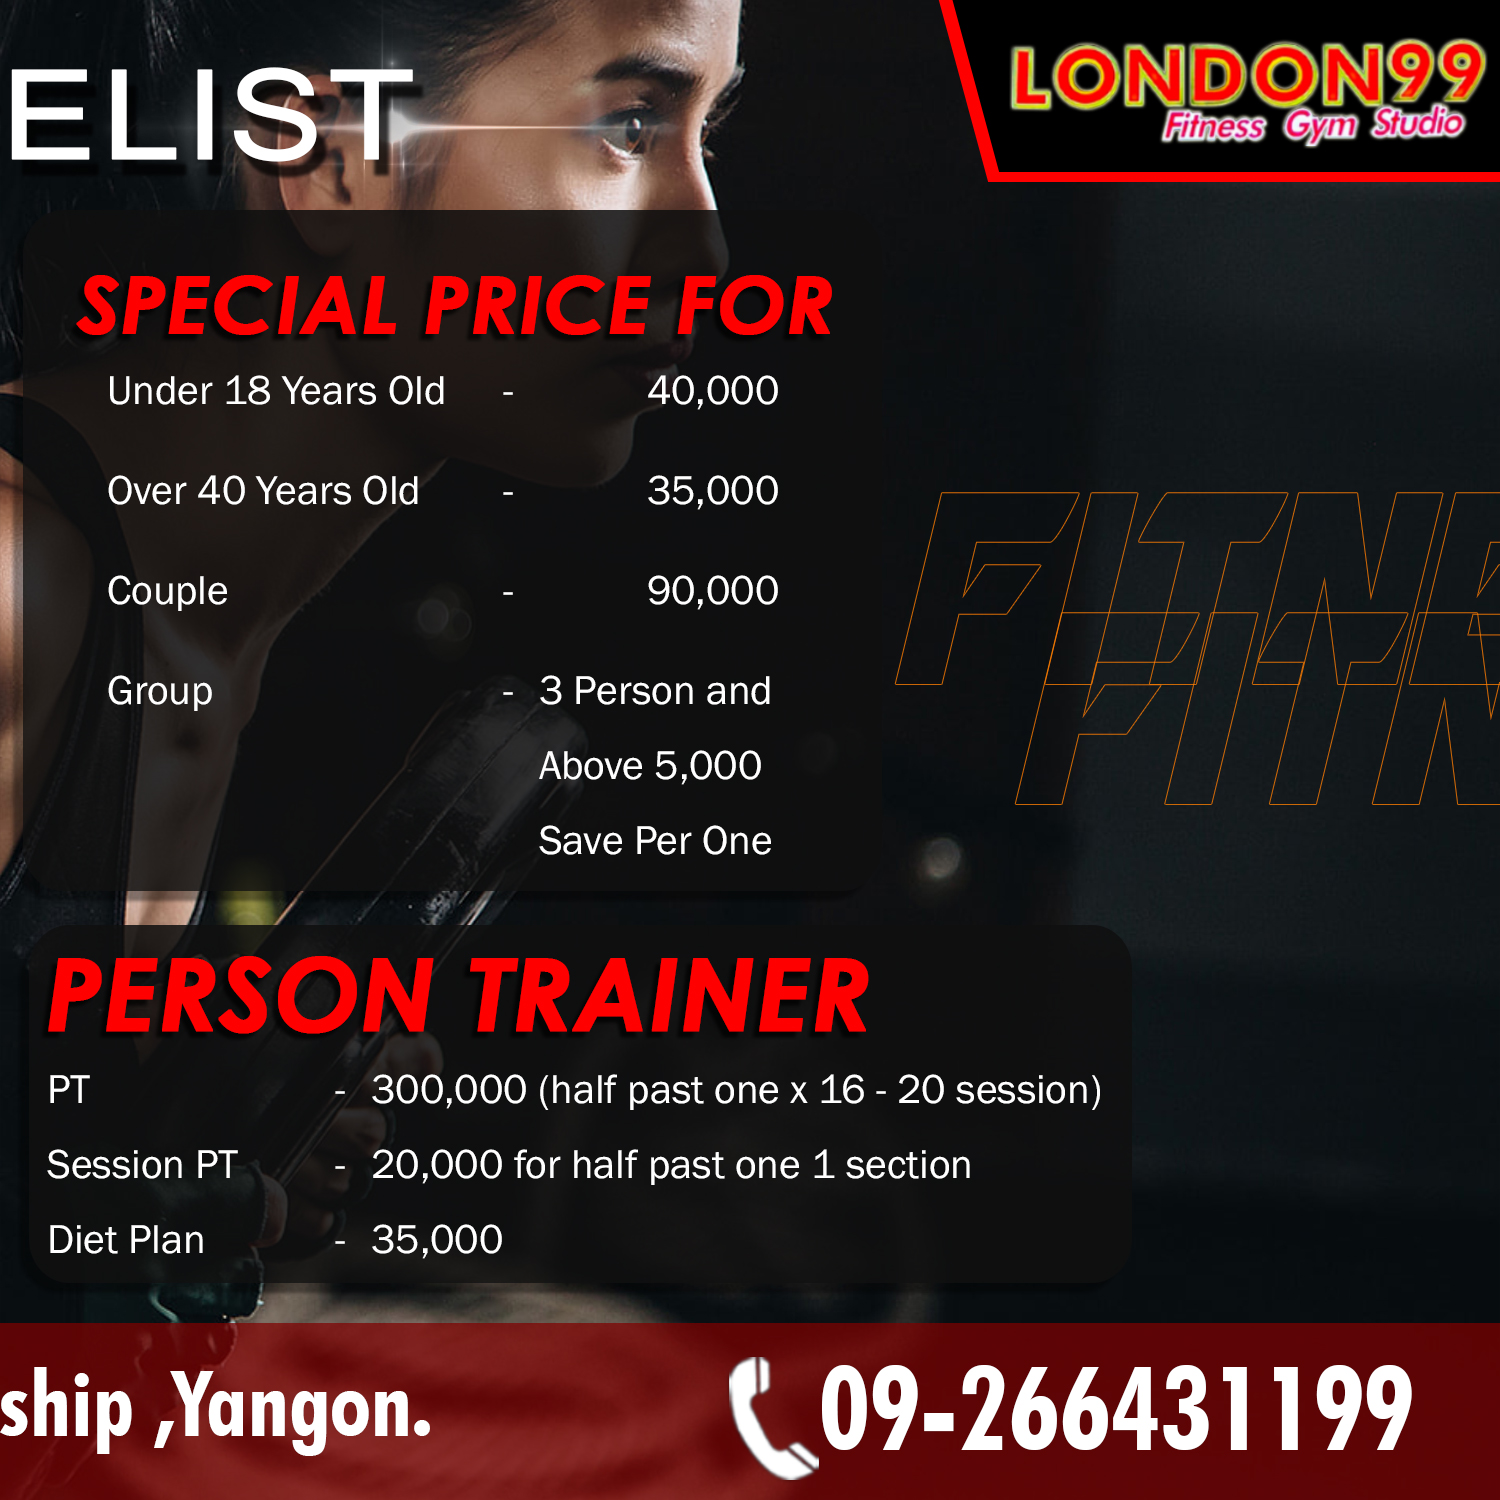 ELIST
LONDON99
Fitness Gym Studio
SPECIAL PRICE FOR
Under 18 Years Old - 40,000
Over 40 Years Old - 35,000
Couple - 90,000
Group - 3 Person and
Above 5,000
Save Per One
FITNE
FITN
PERSON TRAINER
PT - 300,000 (half past one x 16 - 20 session)
Session PT - 20,000 for half past one 1 section
Diet Plan - 35,000
ship ,Yangon.
09-266431199